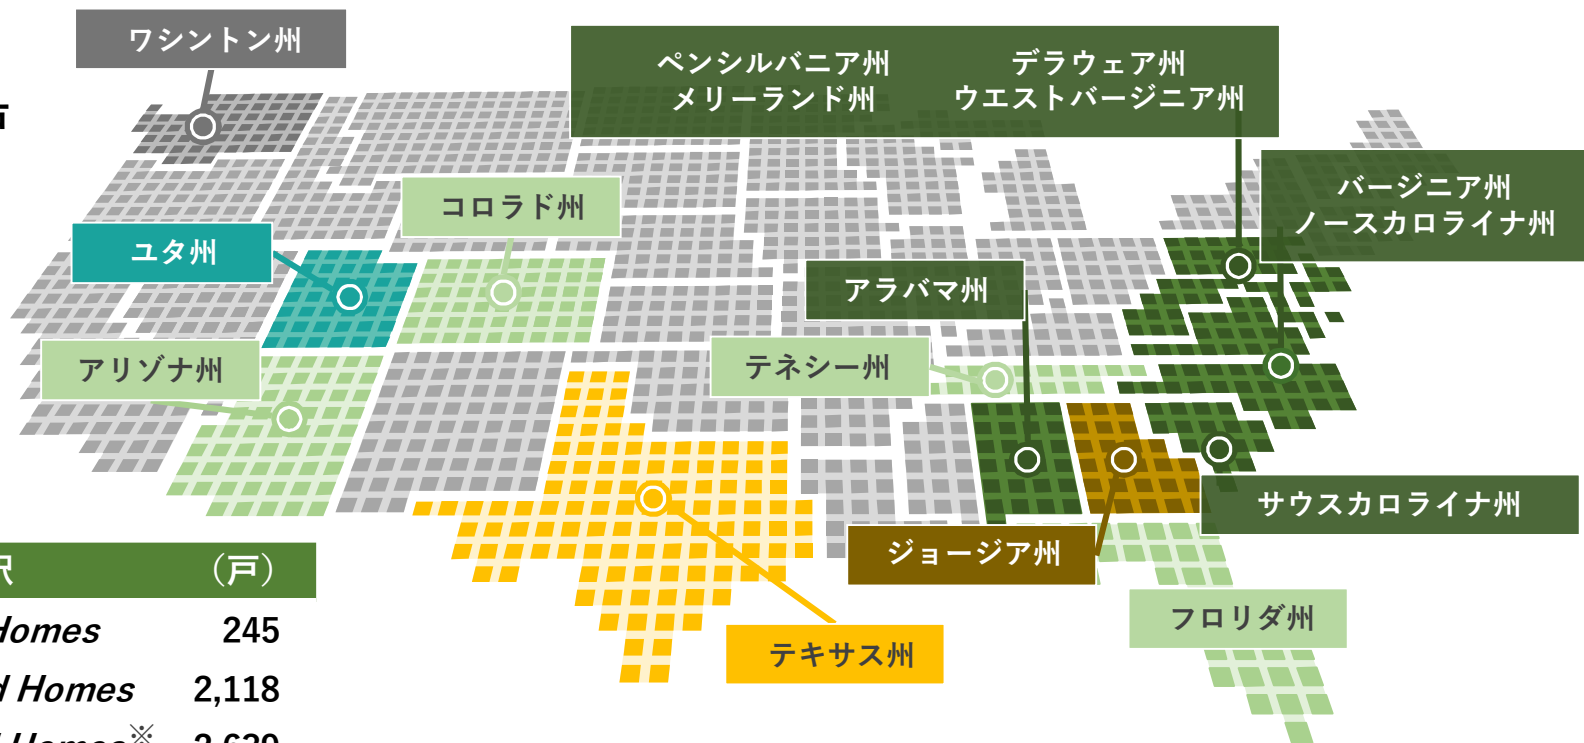 ワシントン州
ペンシルバニア州 デラウェア州
メリーランド州 ウエストバージニア州
バージニア州
ノースカロライナ州
コロラド州
ユタ州
アラバマ州
アリゾナ州
テネシー州
サウスカロライナ州
ジョージア州
フロリダ州
テキサス州
（戸）
Homes 245
Homes 2,118
Homes※